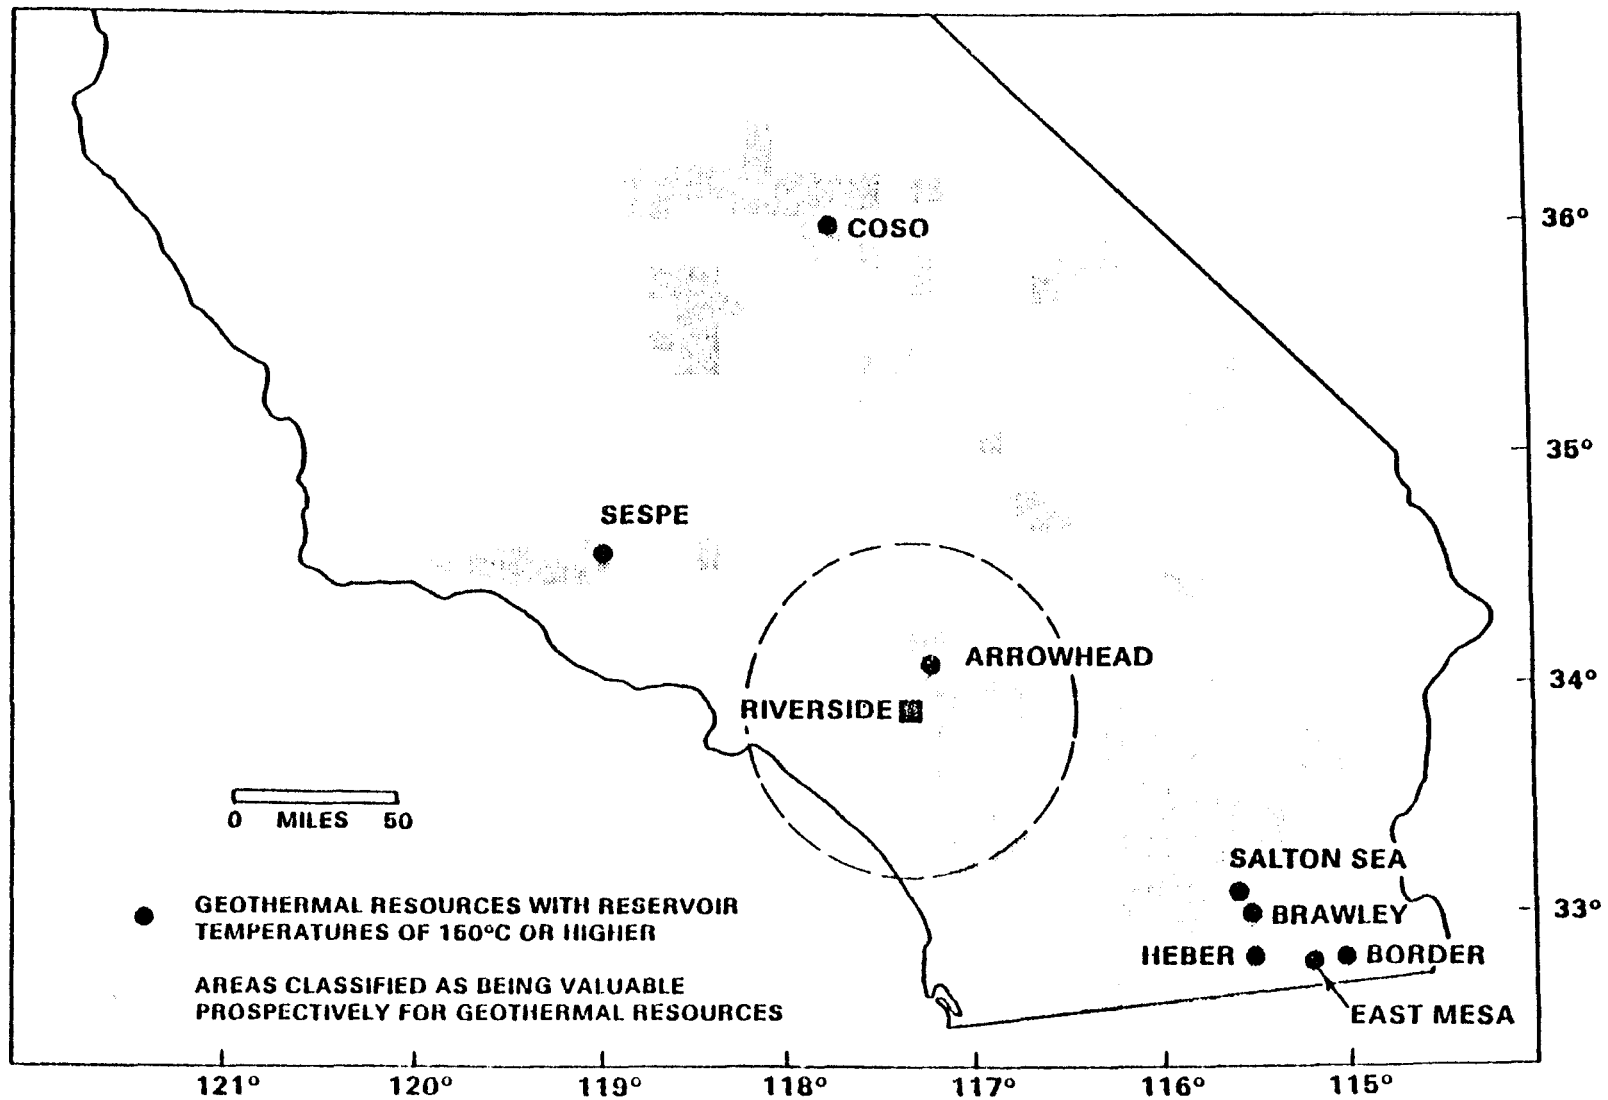 COSO
36°
35°
SESPE
ARROWHEAD
34°
RIVERSIDE
0 MILES 50
SALTON SEA
33°
BRAWLEY
HEBER
BORDER
EAST MESA
GEOTHERMAL RESOURCES WITH RESERVOIR
TEMPERATURES OF 150°C OR HIGHER
AREAS CLASSIFIED AS BEING VALUABLE
PROSPECTIVELY FOR GEOTHERMAL RESOURCES
121° 120° 119° 118° 117° 116° 115°